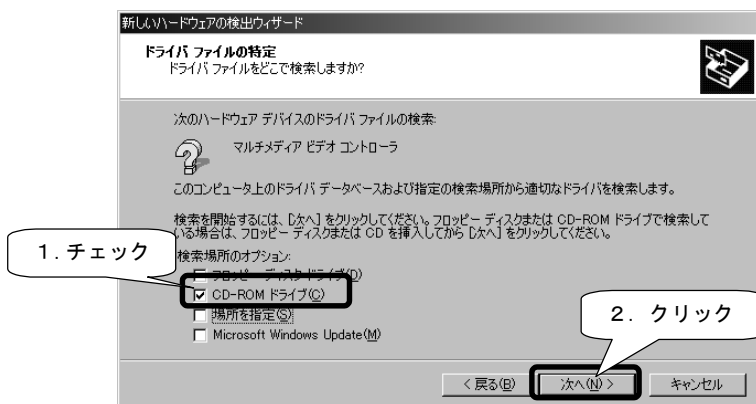 新しいハードウェアの検出ウィザード
ドライバ ファイルの特定
ドライバ ファイルをどこで検索しますか?
次のハードウェア デバイスのドライバ ファイルの検索:
マルチメディア ビデオ コントローラ
このコンピュータ上のドライバ データベースおよび指定の検索場所から適切なドライバを検索します。
検索を開始するには、[次へ] をクリックしてください。フロッピー ディスクまたは CD-ROM ドライブで検索して
いる場合は、フロッピー ディスクまたは CD を挿入してから [次へ] をクリックしてください。
1.チェック
検索場所のオプション:
フロッピー ディスク ドライブ(D)
CD-ROM ドライブ(C)
場所を指定(S)
Microsoft Windows Update(M)
2. クリック
< 戻る(B)
次へ(N) >
キャンセル